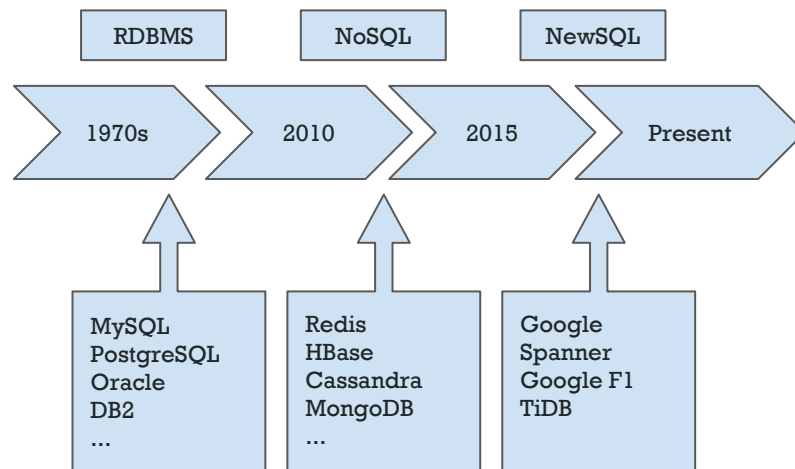 RDBMS
NoSQL
NewSQL
1970s
2010
2015
Present
MySQL
PostgreSQL
Oracle
DB2
...
Redis
HBase
Cassandra
MongoDB
...
Google
Spanner
Google F1
TiDB